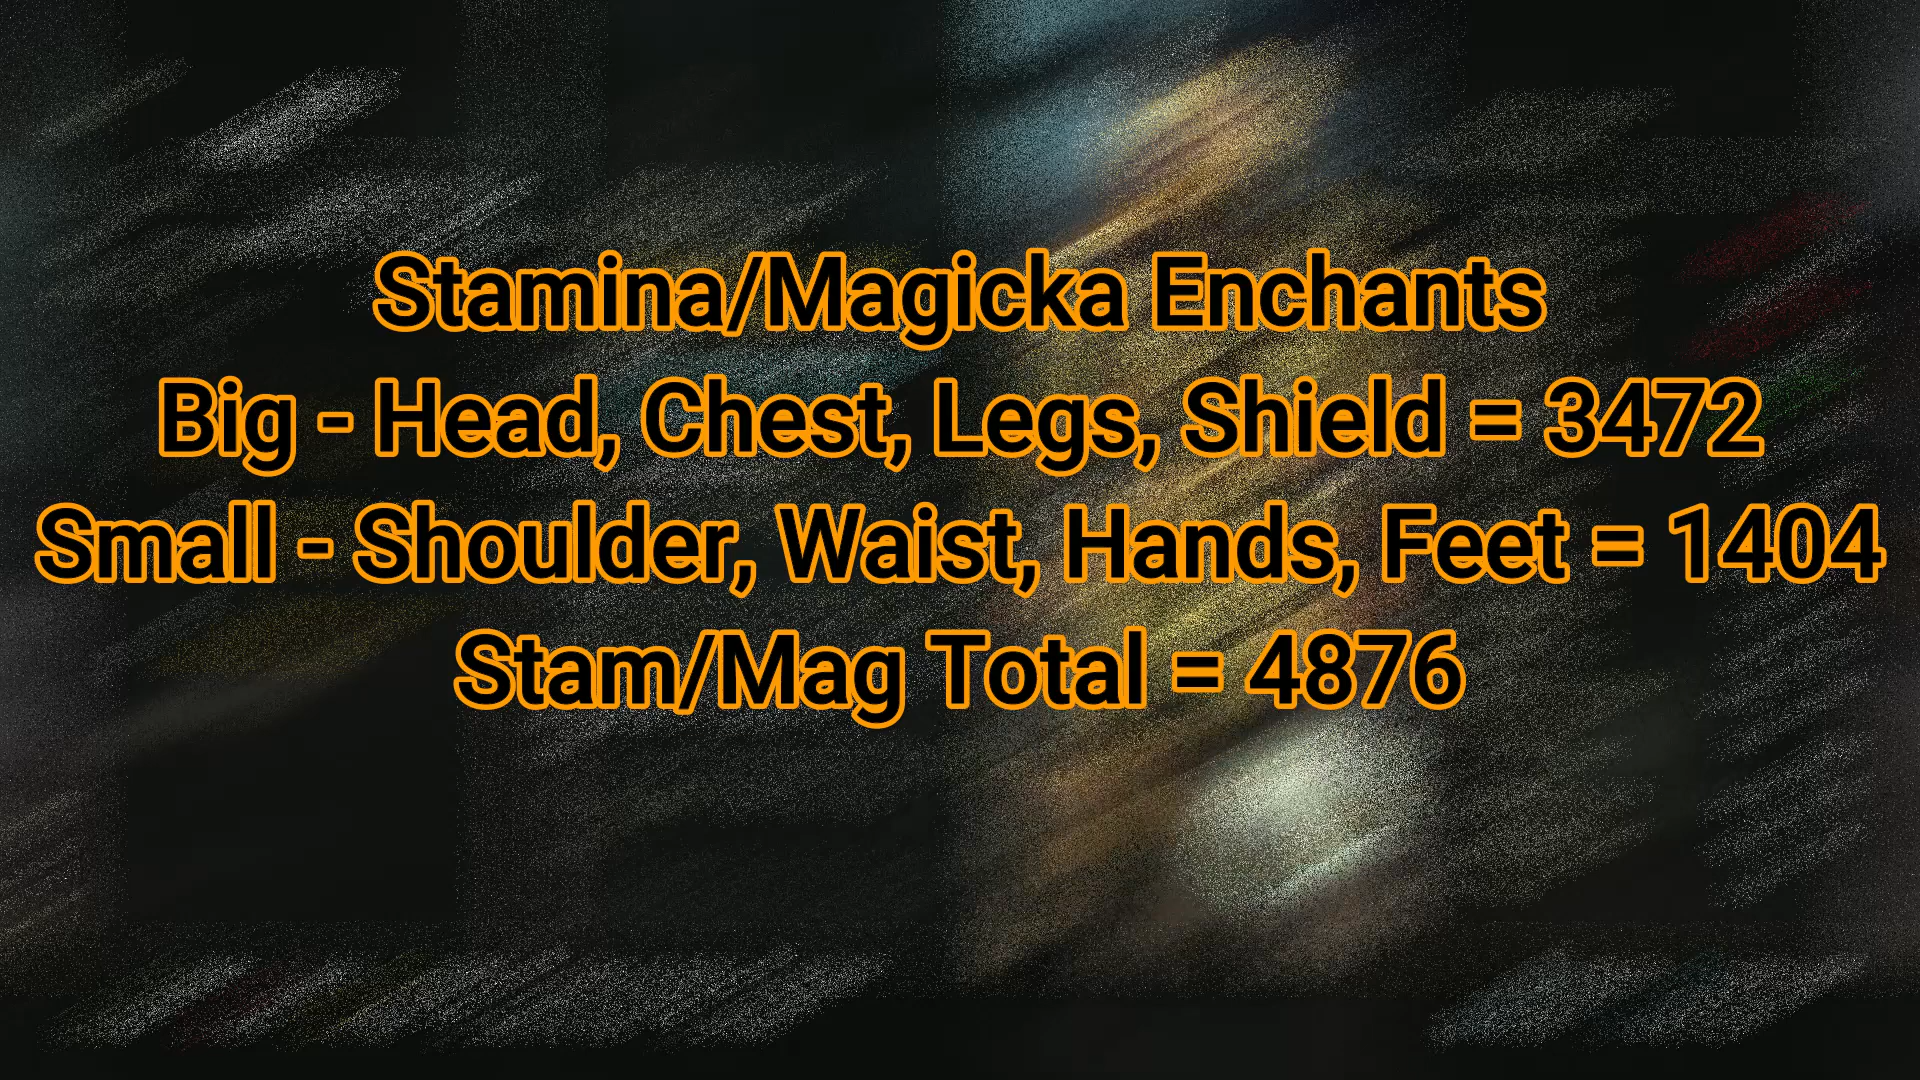 Stamina/Magicka Enchants
Big - Head, Chest, Legs, Shield = 3472
Small - Shoulder, Waist, Hands, Feet = 1404
Stam/Mag Total = 4876